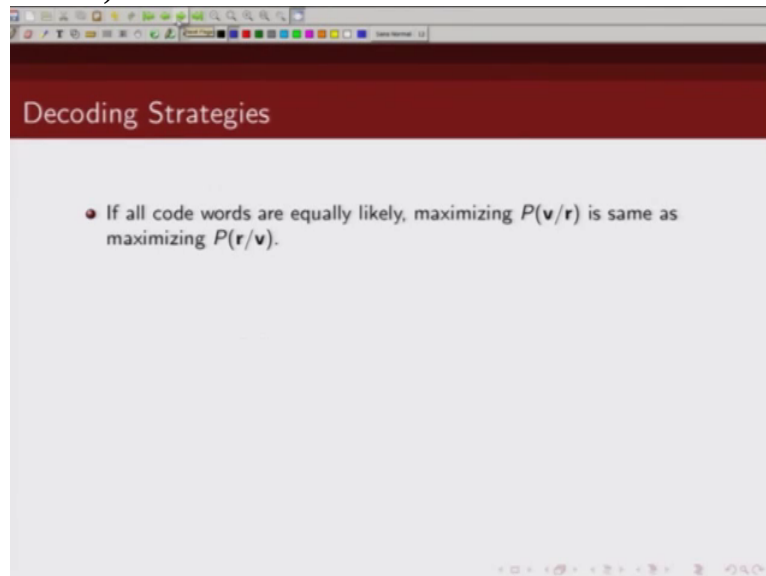 Decoding Strategies
If all code words are equally likely, maximizing P(v/r) is same as
maximizing P(r/v).